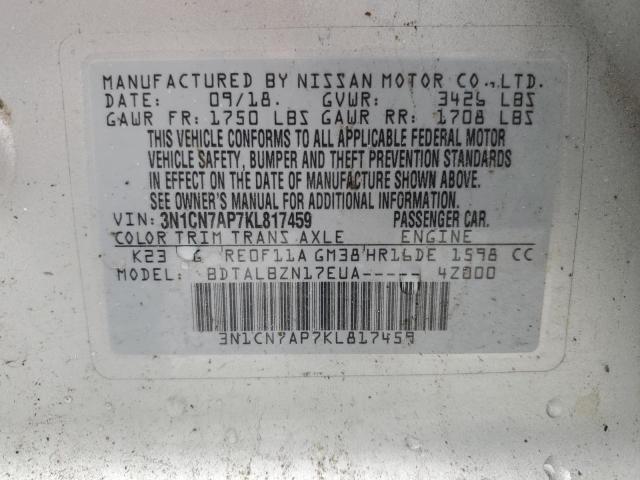 MANUFACTURED BY NISSAN MOTOR CO., LTD.
DATE: 09/18. GVWR: 3426 LBS
GAWR FR: 1750 LBS GAWR RR: 1708 LBS
THIS VEHICLE CONFORMS TO ALL APPLICABLE FEDERAL MOTOR
VEHICLE SAFETY, BUMPER AND THEFT PREVENTION STANDARDS
IN EFFECT ON THE DATE OF MANUFACTURE SHOWN ABOVE.
SEE OWNER'S MANUAL FOR ADDITIONAL INFORMATION.
VIN: 3N1CN7AP7KL817459 PASSENGER CAR.
COLOR TRIM TRANS AXLE ENGINE
K23 G RE0F11A GM38 HR16DE 1598 CC
MODEL: BDTALBZN17EUA----- 4Z000
3N1CN7AP7KL817459